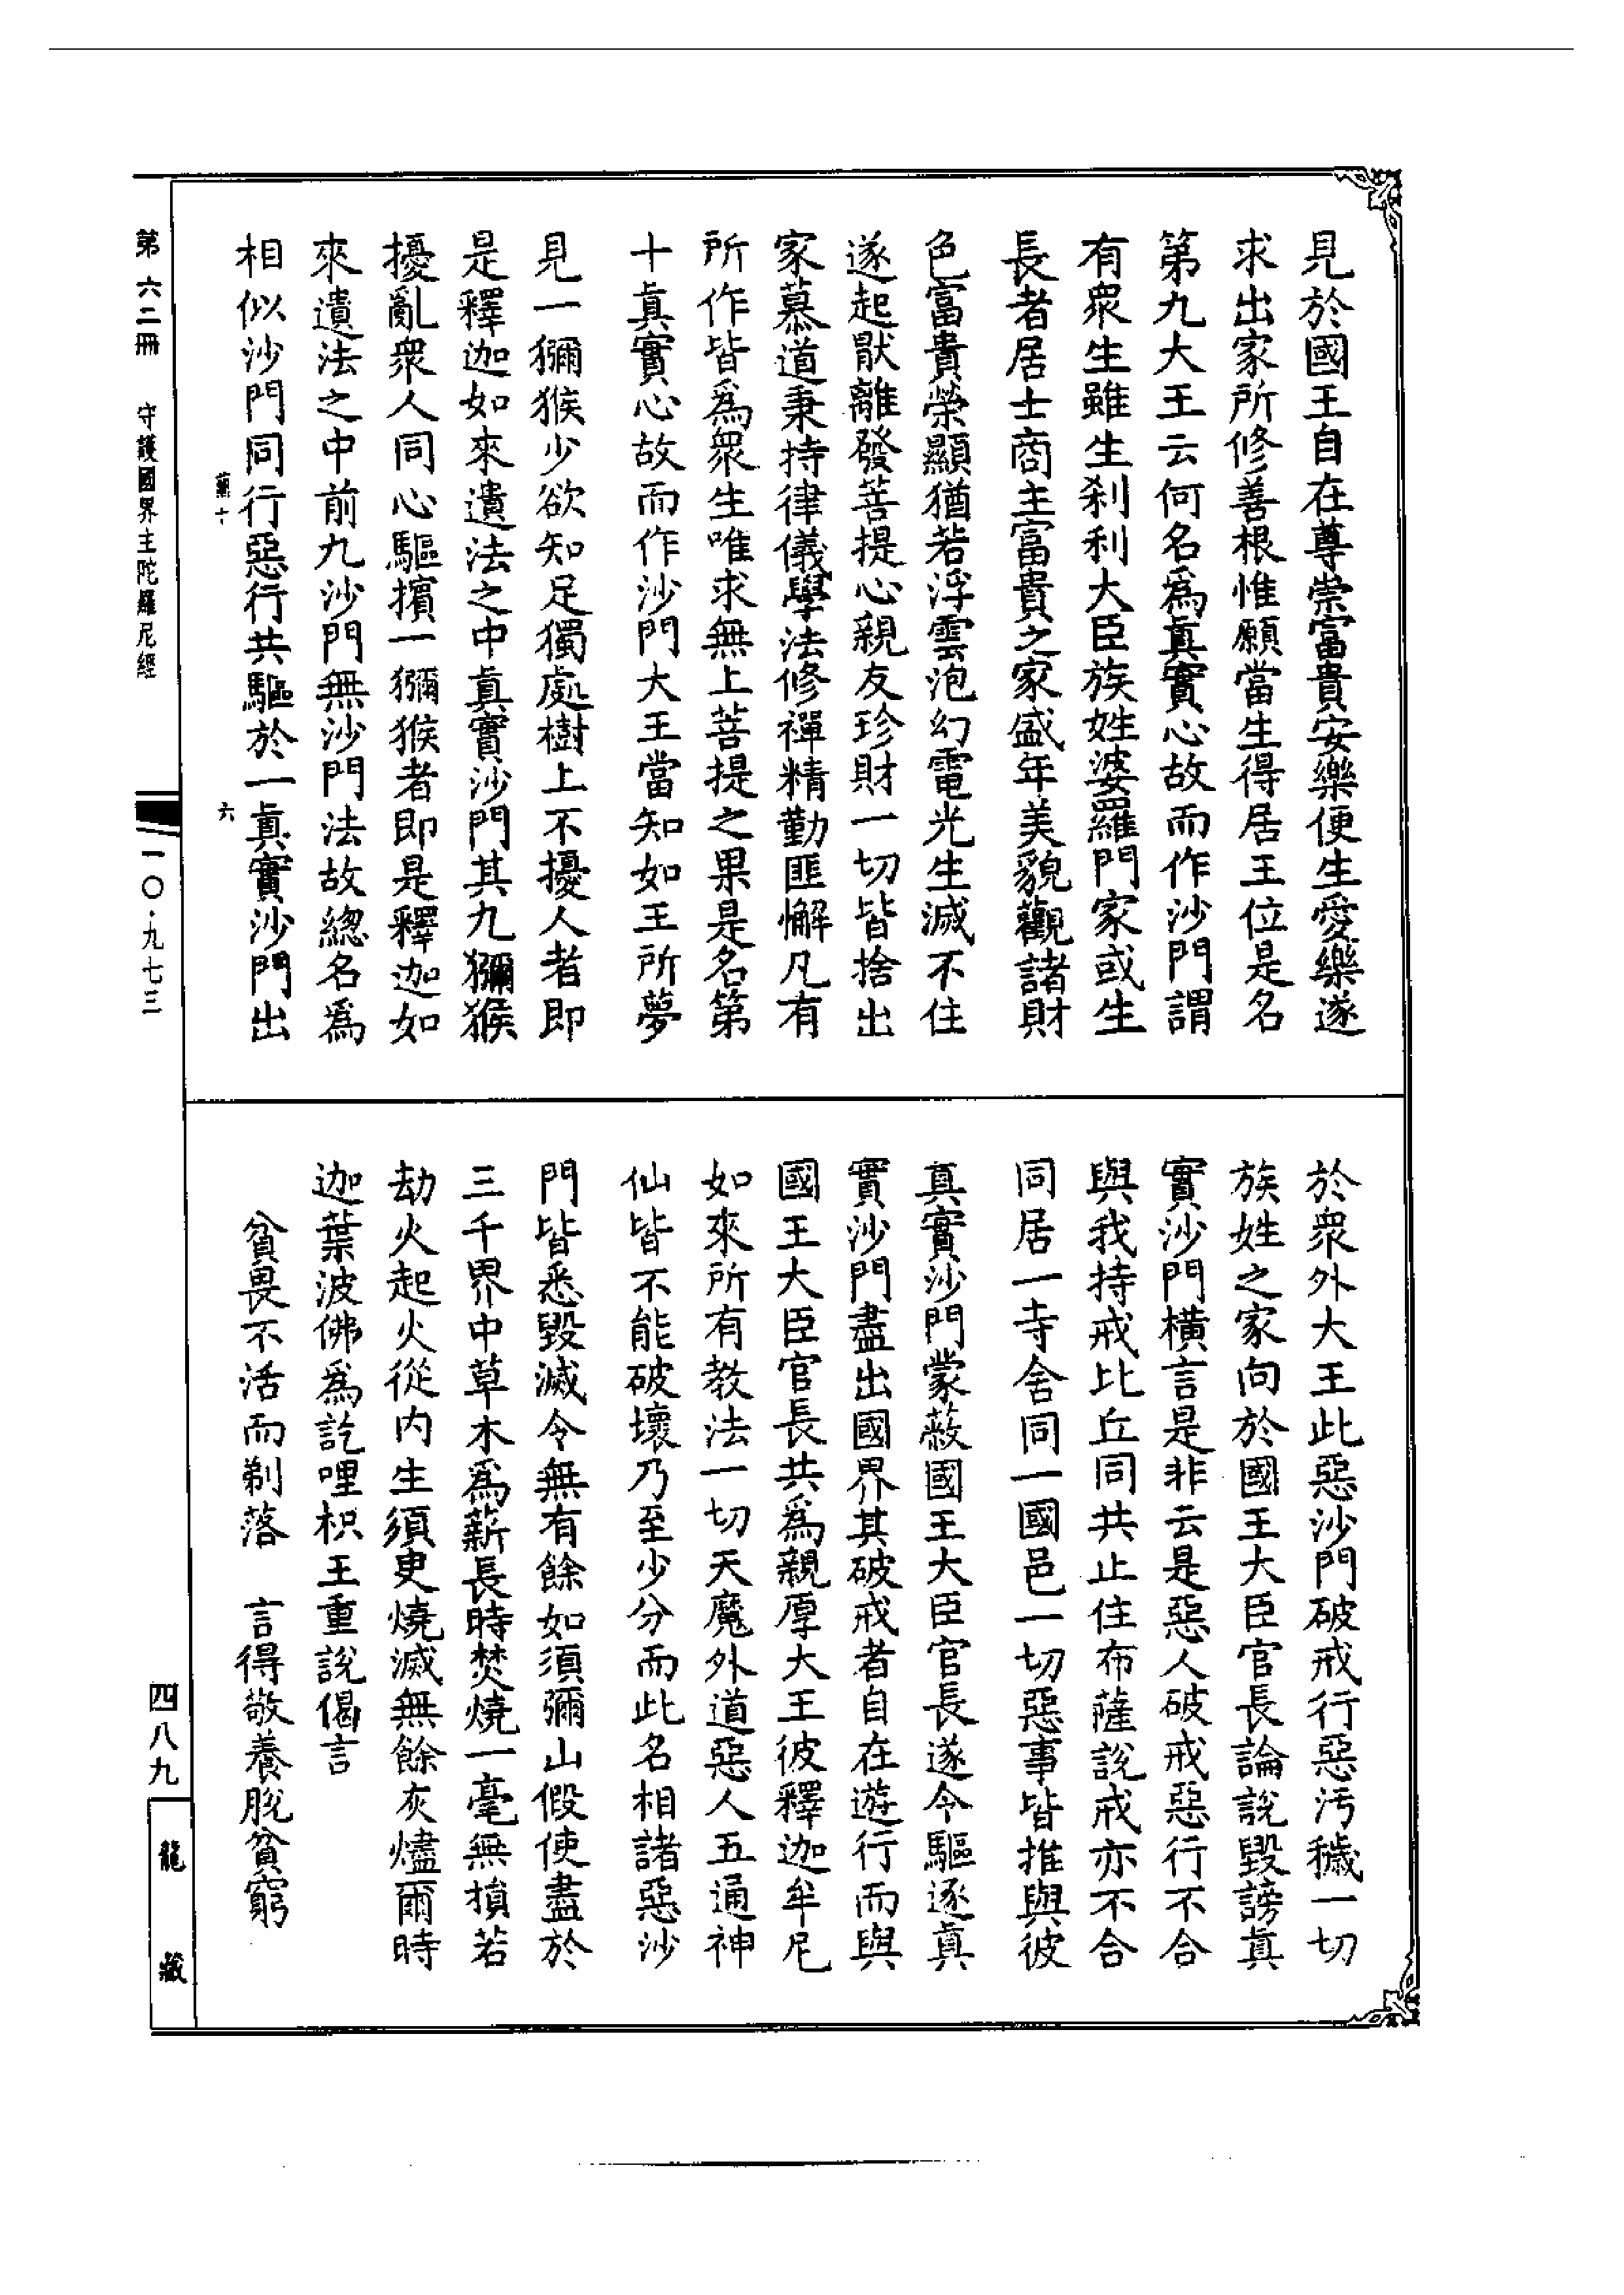 見於國王自在尊崇富貴安樂便生愛樂遂
求出家所修善根惟願當生得居王位是名
第九大王云何名爲真實心故而作沙門謂
有衆生雖生刹利大臣族姓婆羅門家或生
長者居士商主富貴之家盛年美貌觀諸財
色富貴榮顯猶若浮雲泡幻電光生滅不住
遂起厭離發菩提心親友珍財一切皆捨出
家慕道秉持律儀學法修禪精勤匪懈凡有
所作皆爲衆生唯求無上菩提之果是名第
十真實心故而作沙門大王當知如王所夢
見一獼猴少欲知足獨處樹上不擾人者即
是釋迦如來遺法之中真實沙門其九獼猴
擾亂衆人同心驅擯一獼猴者即是釋迦如
來遺法之中前九沙門無沙門法故總名爲
相似沙門同行惡行共驅於一真實沙門出
於衆外大王此惡沙門破戒行惡汚穢一切
族姓之家向於國王大臣官長論說毀謗真
實沙門橫言是非云是惡人破戒惡行不合
與我持戒比丘同共止住布薩說戒亦不合
同居一寺舍同一國邑一切惡事皆推與彼
真實沙門蒙蔽國王大臣官長遂令驅逐真
實沙門盡出國界其破戒者自在遊行而與
國王大臣官長共爲親厚大王彼釋迦牟尼
如來所有教法一切天魔外道惡人五通神
仙皆不能破壞乃至少分而此名相諸惡沙
門皆悉毀滅令無有餘如須彌山假使盡於
三千界中草木爲薪長時焚燒一毫無損若
劫火起火從内生須臾燒滅無餘灰燼爾時
迦葉波佛爲訖哩枳王重說偈言
貧畏不活而剃落　言得敬養脫貧窮
薰十
六
第六二冊　守護國界主陀羅尼經
一〇·九七三
四八九
龍藏